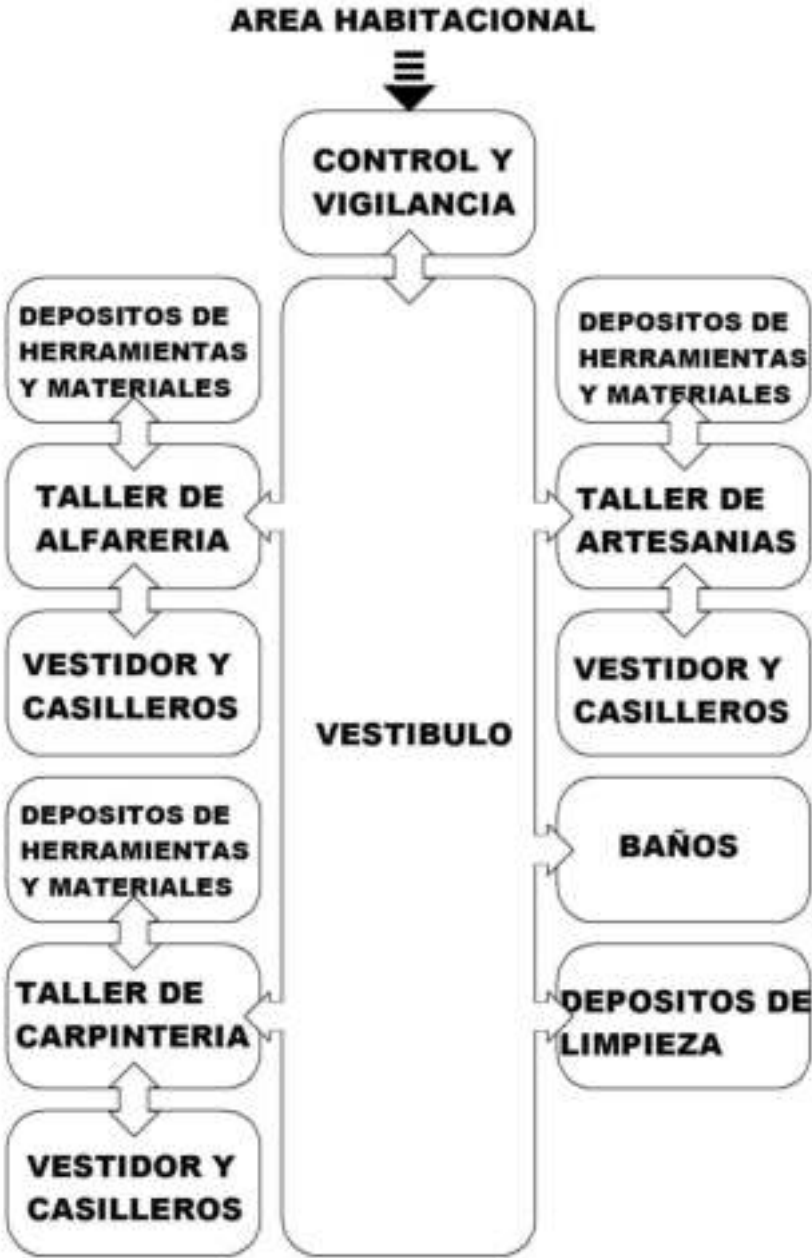 AREA HABITACIONAL
CONTROL Y
VIGILANCIA
DEPOSITOS DE
HERRAMIENTAS
Y MATERIALES
TALLER DE
ALFARERIA
VESTIDOR Y
CASILLEROS
DEPOSITOS DE
HERRAMIENTAS
Y MATERIALES
TALLER DE
CARPINTERIA
VESTIDOR Y
CASILLEROS
VESTIBULO
DEPOSITOS DE
HERRAMIENTAS
Y MATERIALES
TALLER DE
ARTESANIAS
VESTIDOR Y
CASILLEROS
BAÑOS
DEPOSITOS DE
LIMPIEZA